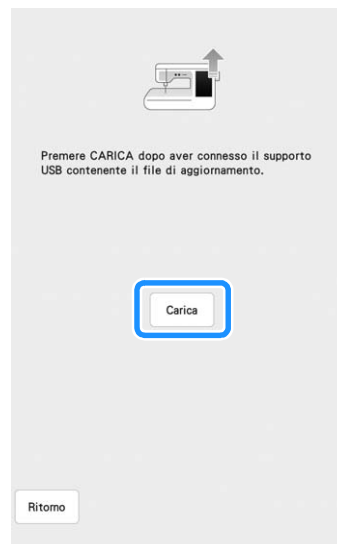 Premere CARICA dopo aver connesso il supporto
USB contenente il file di aggiornamento.
Carica
Ritorno